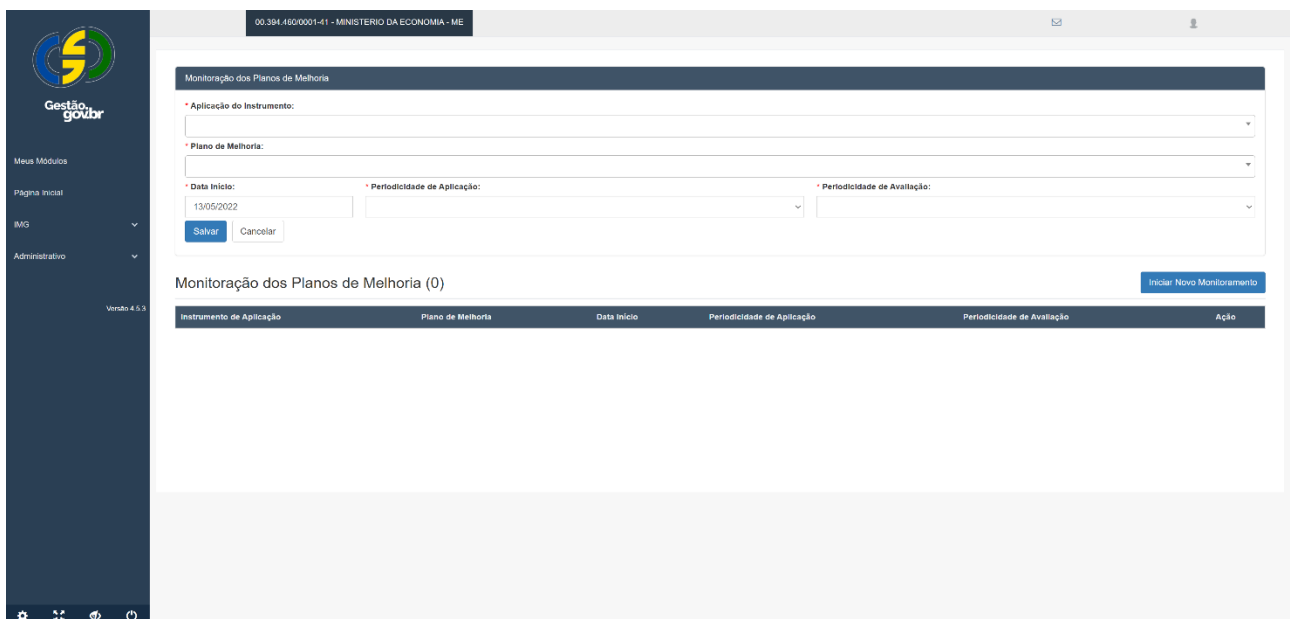 00.394.460/0001-41 - MINISTERIO DA ECONOMIA - ME
Gestão.
gov.br
Meus Módulos
Página Inicial
IMG
Administrativo
Versão 4.5.3
Monitoração dos Planos de Melhoria
* Aplicação do Instrumento:
* Plano de Melhoria:
* Data Início: * Periodicidade de Aplicação: * Periodicidade de Avaliação:
13/05/2022
Salvar Cancelar
Monitoração dos Planos de Melhoria (0) Iniciar Novo Monitoramento
Instrumento de Aplicação Plano de Melhoria Data Início Periodicidade de Aplicação Periodicidade de Avaliação Ação